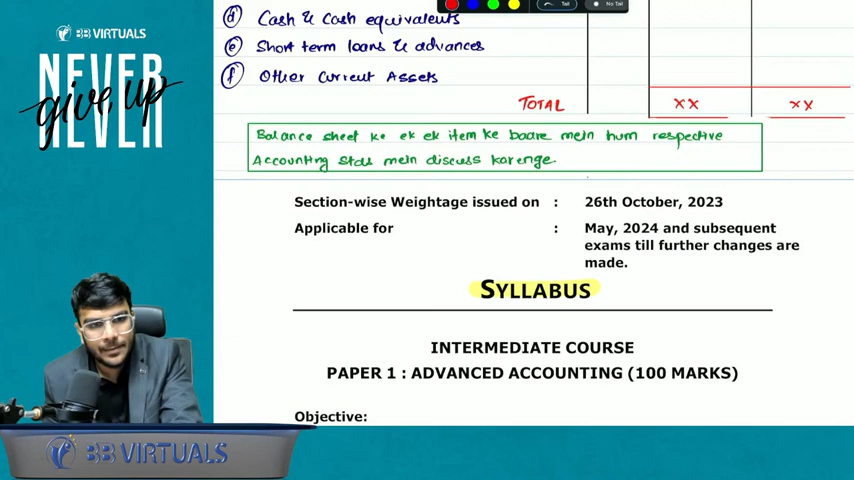 BB VIRTUALS
NEVER
give up
NEVER
Tail
No Tail
(d) Cash & Cash equivalents
(e) Short term loans & advances
(f) Other Current Assets
TOTAL XX XX
Balance sheet ke ek ek item ke baare mein hum respective
Accounting stds mein discuss karenge
Section-wise Weightage issued on : 26th October, 2023
Applicable for : May, 2024 and subsequent
exams till further changes are
made.
SYLLABUS
INTERMEDIATE COURSE
PAPER 1 : ADVANCED ACCOUNTING (100 MARKS)
Objective:
BB VIRTUALS